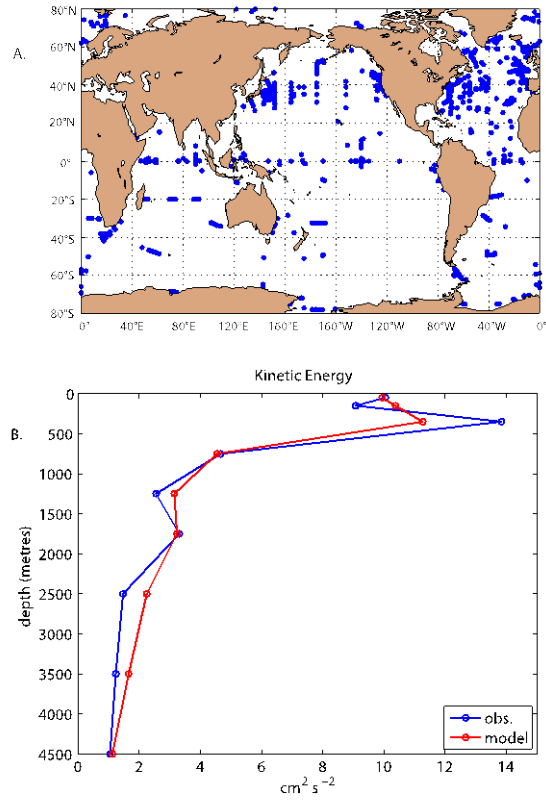 A.
80°N
60°N
40°N
20°N
0°
20°S
40°S
60°S
80°S
0° 40°E 80°E 120°E 160°E 160°W 120°W 80°W 40°W 0°
Kinetic Energy
B.
0
500
1000
1500
2000
2500
3000
3500
4000
4500
depth (metres)
0 2 4 6 8 10 12 14
cm² s⁻²
obs.
model